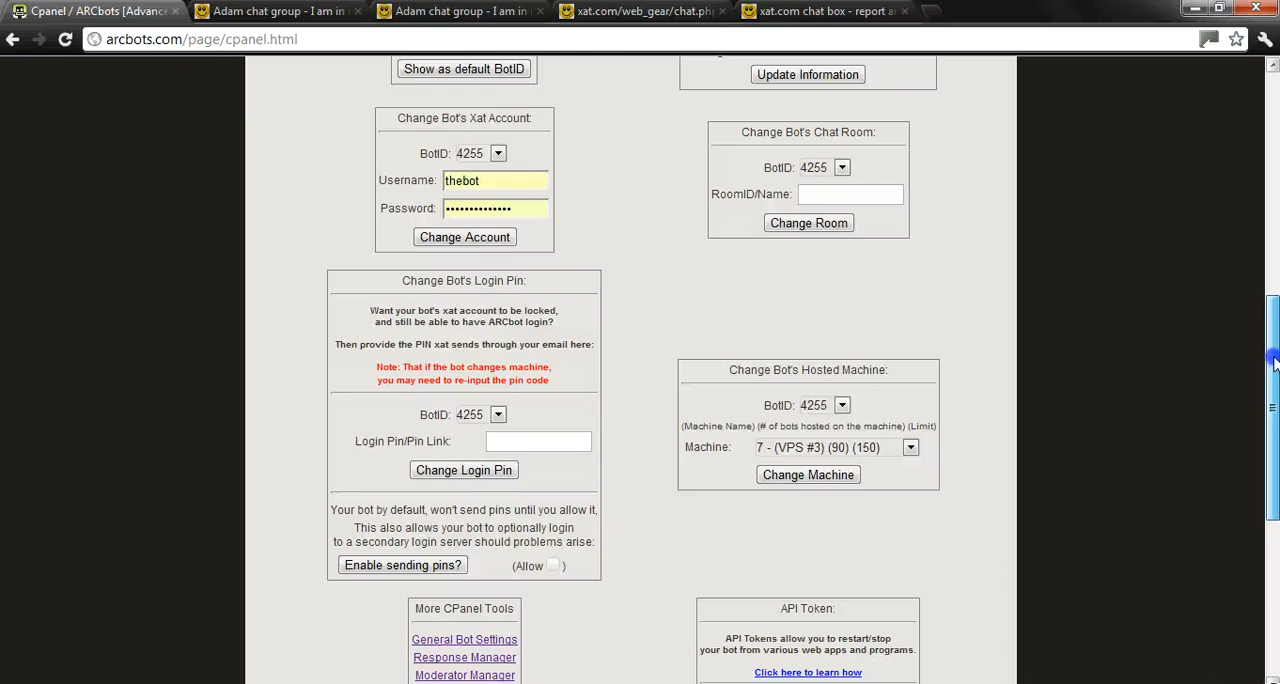 Cpanel / ARCbots [Advance
Adam chat group - I am in
Adam chat group - I am in
xat.com/web_gear/chat.ph
xat.com chat box - report a
arcbots.com/page/cpanel.html
Show as default BotID
Update Information
Change Bot's Xat Account:
BotID: 4255
Username: thebot
Password: ••••••••••••••
Change Account
Change Bot's Chat Room:
BotID: 4255
RoomID/Name:
Change Room
Change Bot's Login Pin:
Want your bot's xat account to be locked,
and still be able to have ARCbot login?
Then provide the PIN xat sends through your email here:
Note: That if the bot changes machine,
you may need to re-input the pin code
BotID: 4255
Login Pin/Pin Link:
Change Login Pin
Your bot by default, won't send pins until you allow it.
This also allows your bot to optionally login
to a secondary login server should problems arise:
Enable sending pins? (Allow )
Change Bot's Hosted Machine:
BotID: 4255
(Machine Name) (# of bots hosted on the machine) (Limit)
Machine: 7 - (VPS #3) (90) (150)
Change Machine
More CPanel Tools
General Bot Settings
Response Manager
Moderator Manager
API Token:
API Tokens allow you to restart/stop
your bot from various web apps and programs.
Click here to learn how